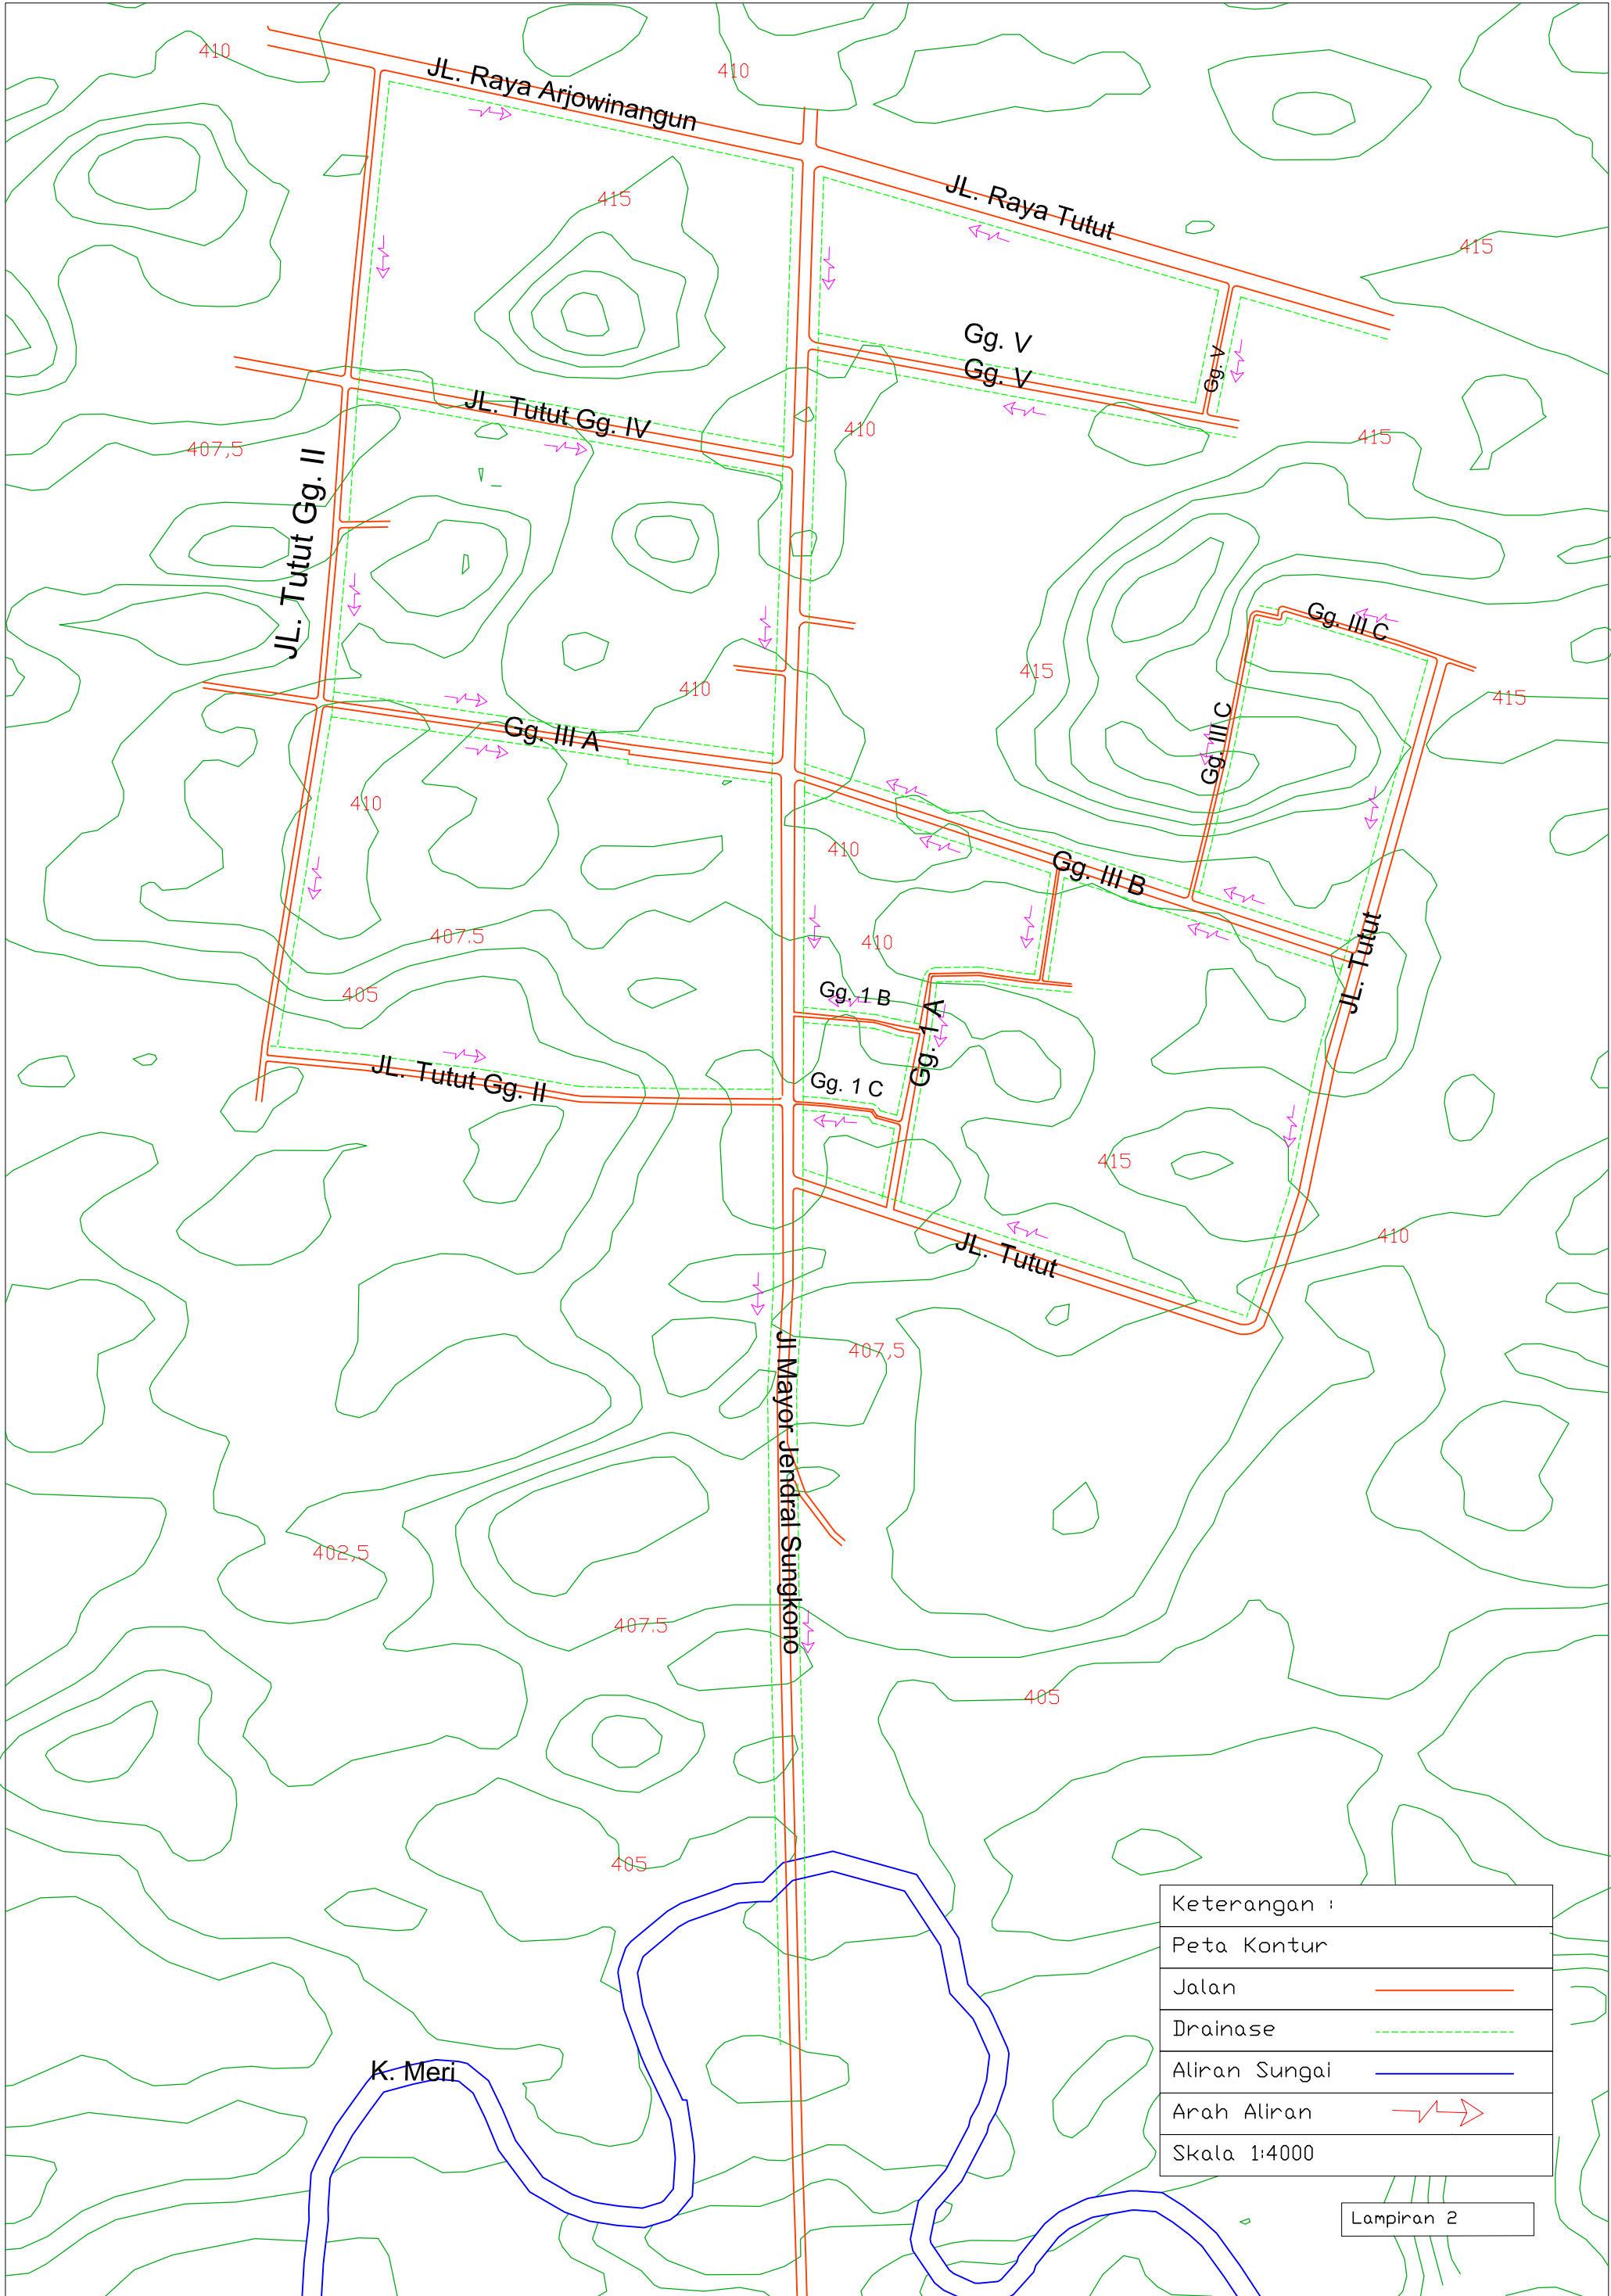 410
JL. Raya Arjowinangun
410
415
JL. Raya Tutut
415
Gg. V
Gg. V
Gg. V
JL. Tutut Gg. IV
410
415
407,5
JL. Tutut Gg. II
Gg. III C
415
410
415
Gg. III A
Gg. III C
410
410
Gg. III B
407.5
410
JL. Tutut
405
Gg. 1 B
Gg. 1 A
JL. Tutut Gg. II
Gg. 1 C
415
410
JL. Tutut
407,5
Jl Mayor Jendral Sungkono
402,5
407.5
405
405
K. Meri
Keterangan :
Peta Kontur
Jalan
Drainase
Aliran Sungai
Arah Aliran
Skala 1:4000
Lampiran 2